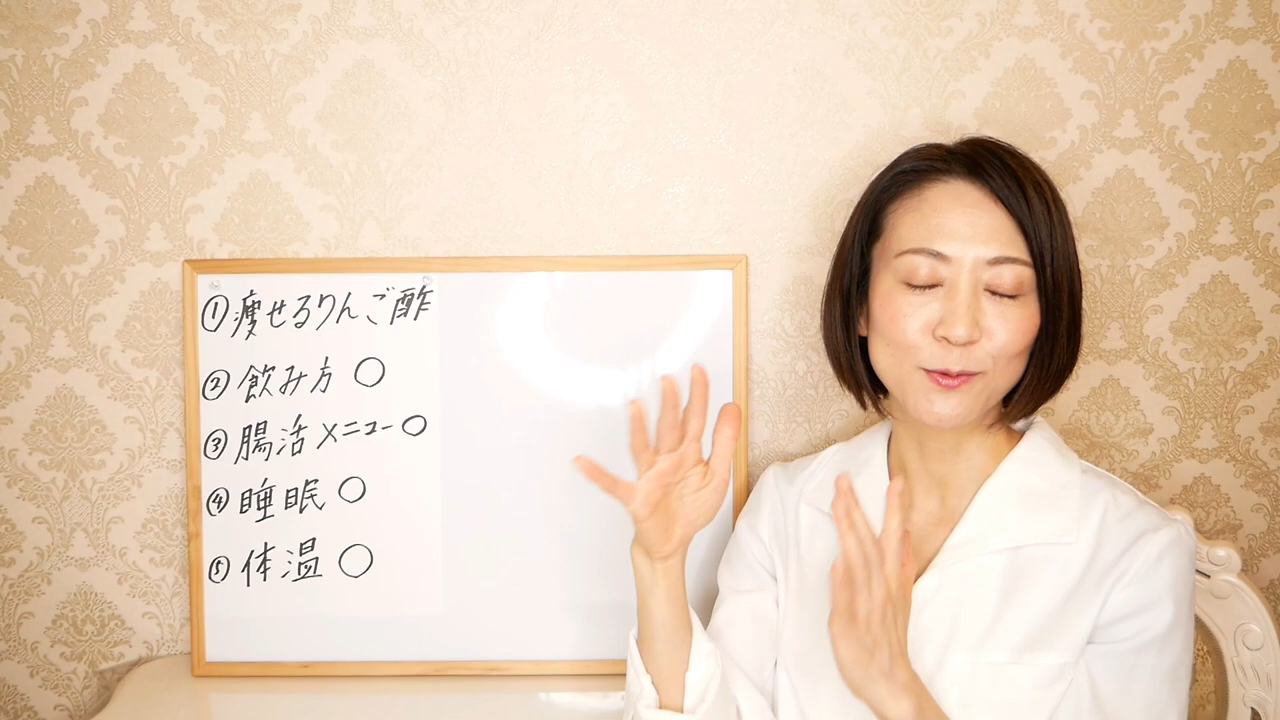 ①痩せるりんご酢
②飲み方 ○
③腸活メニュー○
④睡眠 ○
⑤体温 ○